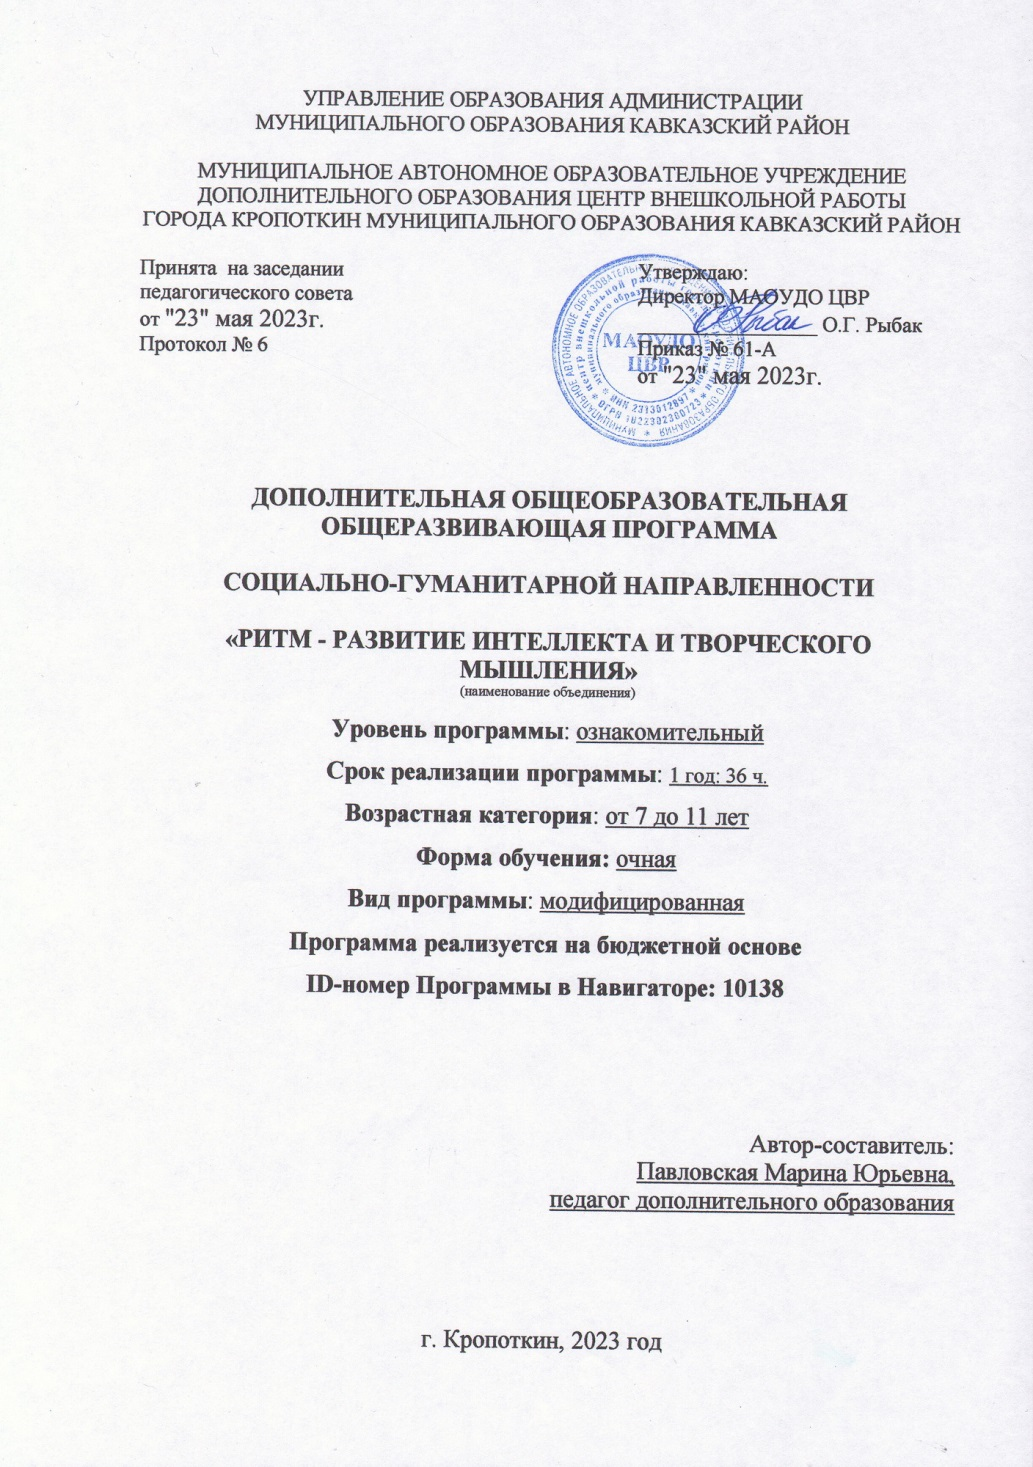 УПРАВЛЕНИЕ ОБРАЗОВАНИЯ АДМИНИСТРАЦИИ
МУНИЦИПАЛЬНОГО ОБРАЗОВАНИЯ КАВКАЗСКИЙ РАЙОН
МУНИЦИПАЛЬНОЕ АВТОНОМНОЕ ОБРАЗОВАТЕЛЬНОЕ УЧРЕЖДЕНИЕ
ДОПОЛНИТЕЛЬНОГО ОБРАЗОВАНИЯ ЦЕНТР ВНЕШКОЛЬНОЙ РАБОТЫ
ГОРОДА КРОПОТКИН МУНИЦИПАЛЬНОГО ОБРАЗОВАНИЯ КАВКАЗСКИЙ РАЙОН
Принята на заседании
педагогического совета
от "23" мая 2023г.
Протокол № 6
Утверждаю:
Директор МАОУДО ЦВР
О.Г. Рыбак
Приказ № 61-А
от "23" мая 2023г.
МАОУДО
ЦВР
ИНН 2313012897
ДОПОЛНИТЕЛЬНАЯ ОБЩЕОБРАЗОВАТЕЛЬНАЯ
ОБЩЕРАЗВИВАЮЩАЯ ПРОГРАММА
СОЦИАЛЬНО-ГУМАНИТАРНОЙ НАПРАВЛЕННОСТИ
«РИТМ - РАЗВИТИЕ ИНТЕЛЛЕКТА И ТВОРЧЕСКОГО
МЫШЛЕНИЯ»
(наименование объединения)
Уровень программы: ознакомительный
Срок реализации программы: 1 год: 36 ч.
Возрастная категория: от 7 до 11 лет
Форма обучения: очная
Вид программы: модифицированная
Программа реализуется на бюджетной основе
ID-номер Программы в Навигаторе: 10138
Автор-составитель:
Павловская Марина Юрьевна,
педагог дополнительного образования
г. Кропоткин, 2023 год